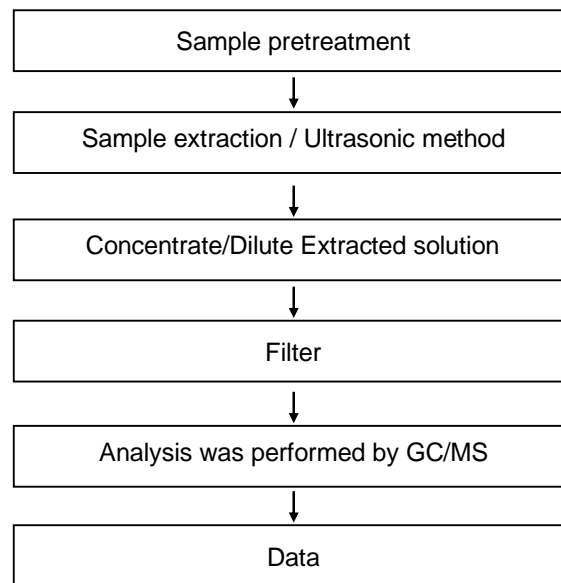 Sample pretreatment
Sample extraction / Ultrasonic method
Concentrate/Dilute Extracted solution
Filter
Analysis was performed by GC/MS
Data